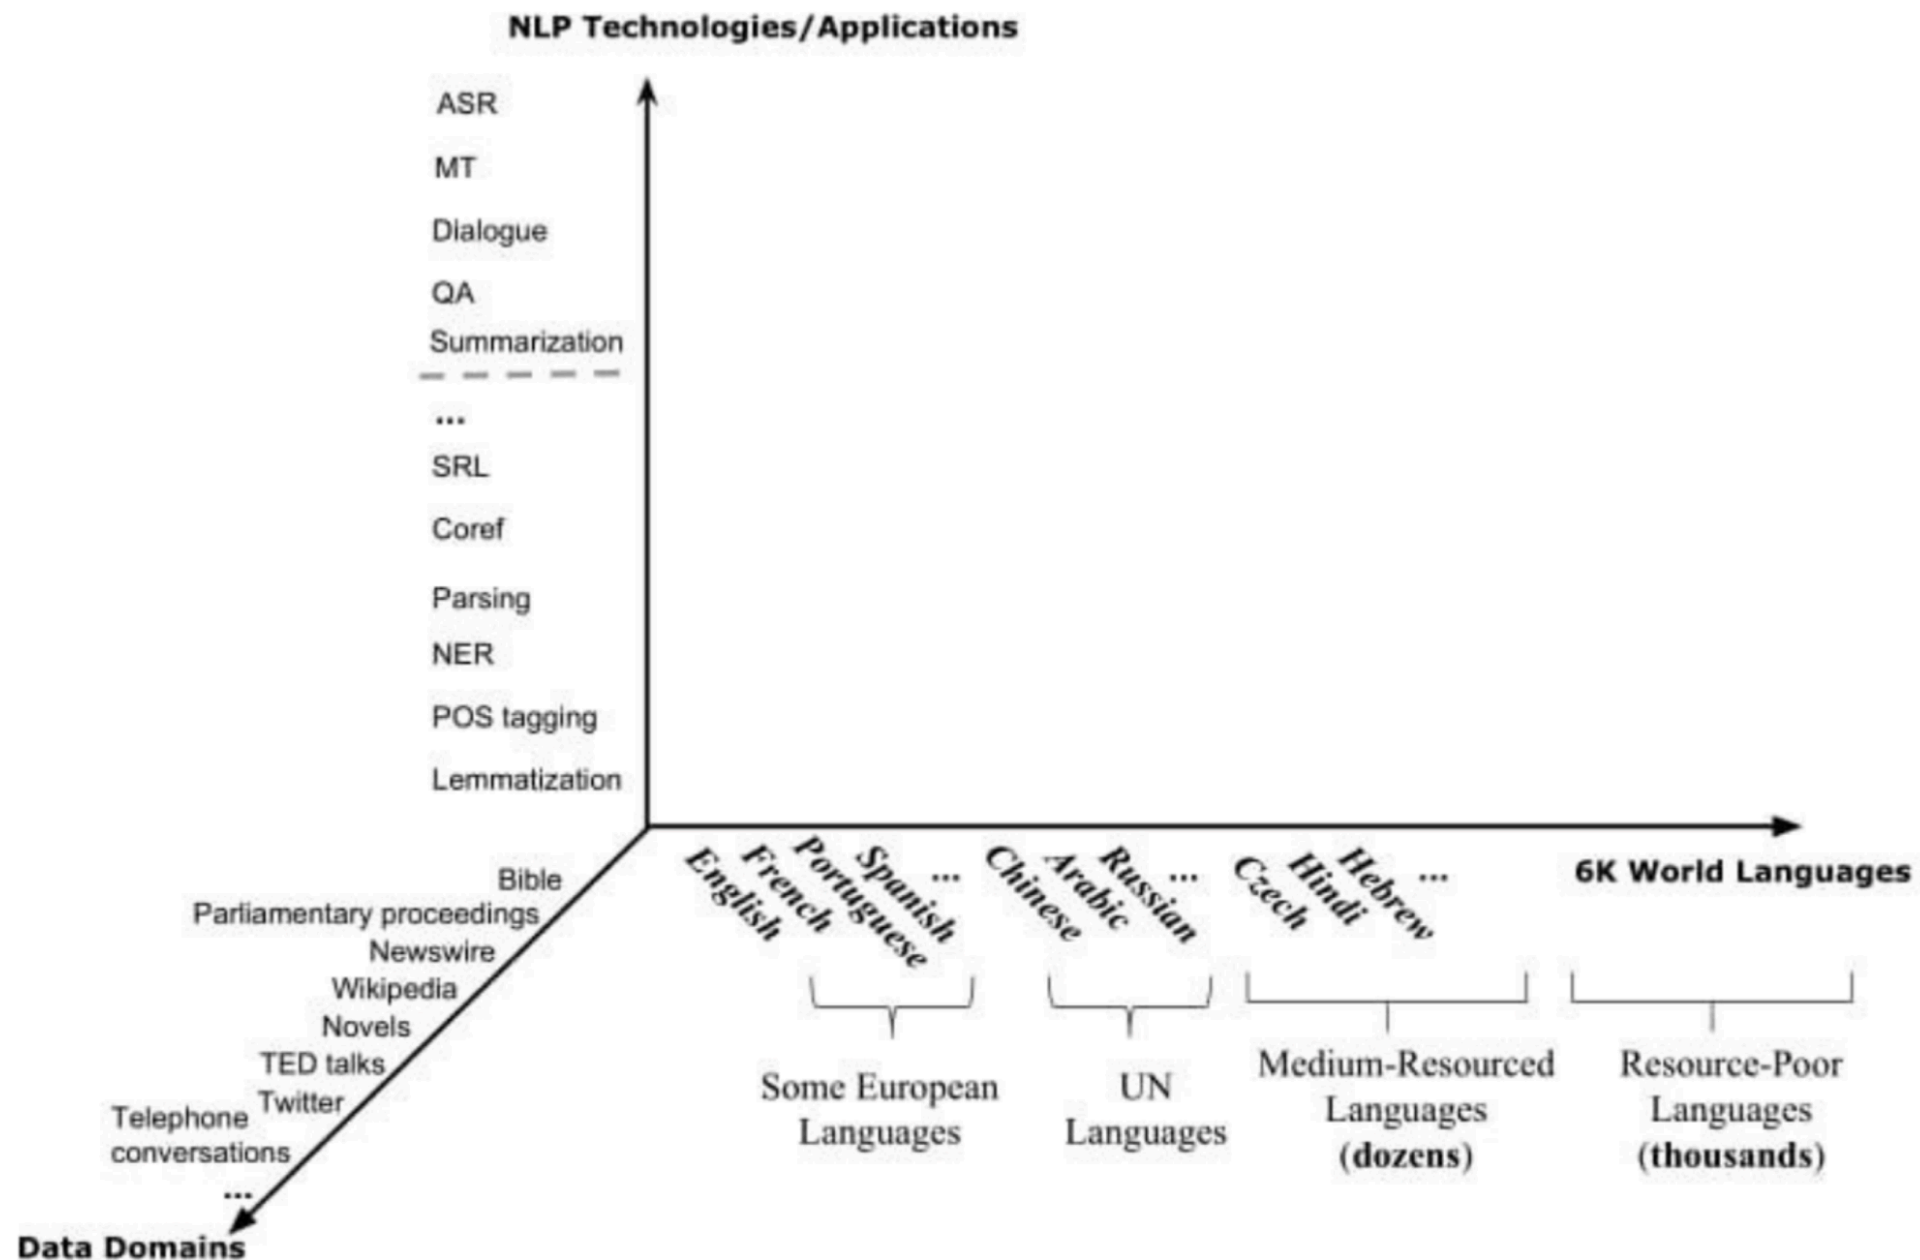 NLP Technologies/Applications
ASR
MT
Dialogue
QA
Summarization
...
SRL
Coref
Parsing
NER
POS tagging
Lemmatization
Bible
Parliamentary proceedings
Newswire
Wikipedia
Novels
TED talks
Twitter
Telephone
conversations
...
Data Domains
English
French
Portuguese
Spanish
...
Chinese
Arabic
Russian
...
Czech
Hindi
Hebrew
...
6K World Languages
Some European
Languages
UN
Languages
Medium-Resourced
Languages
(dozens)
Resource-Poor
Languages
(thousands)